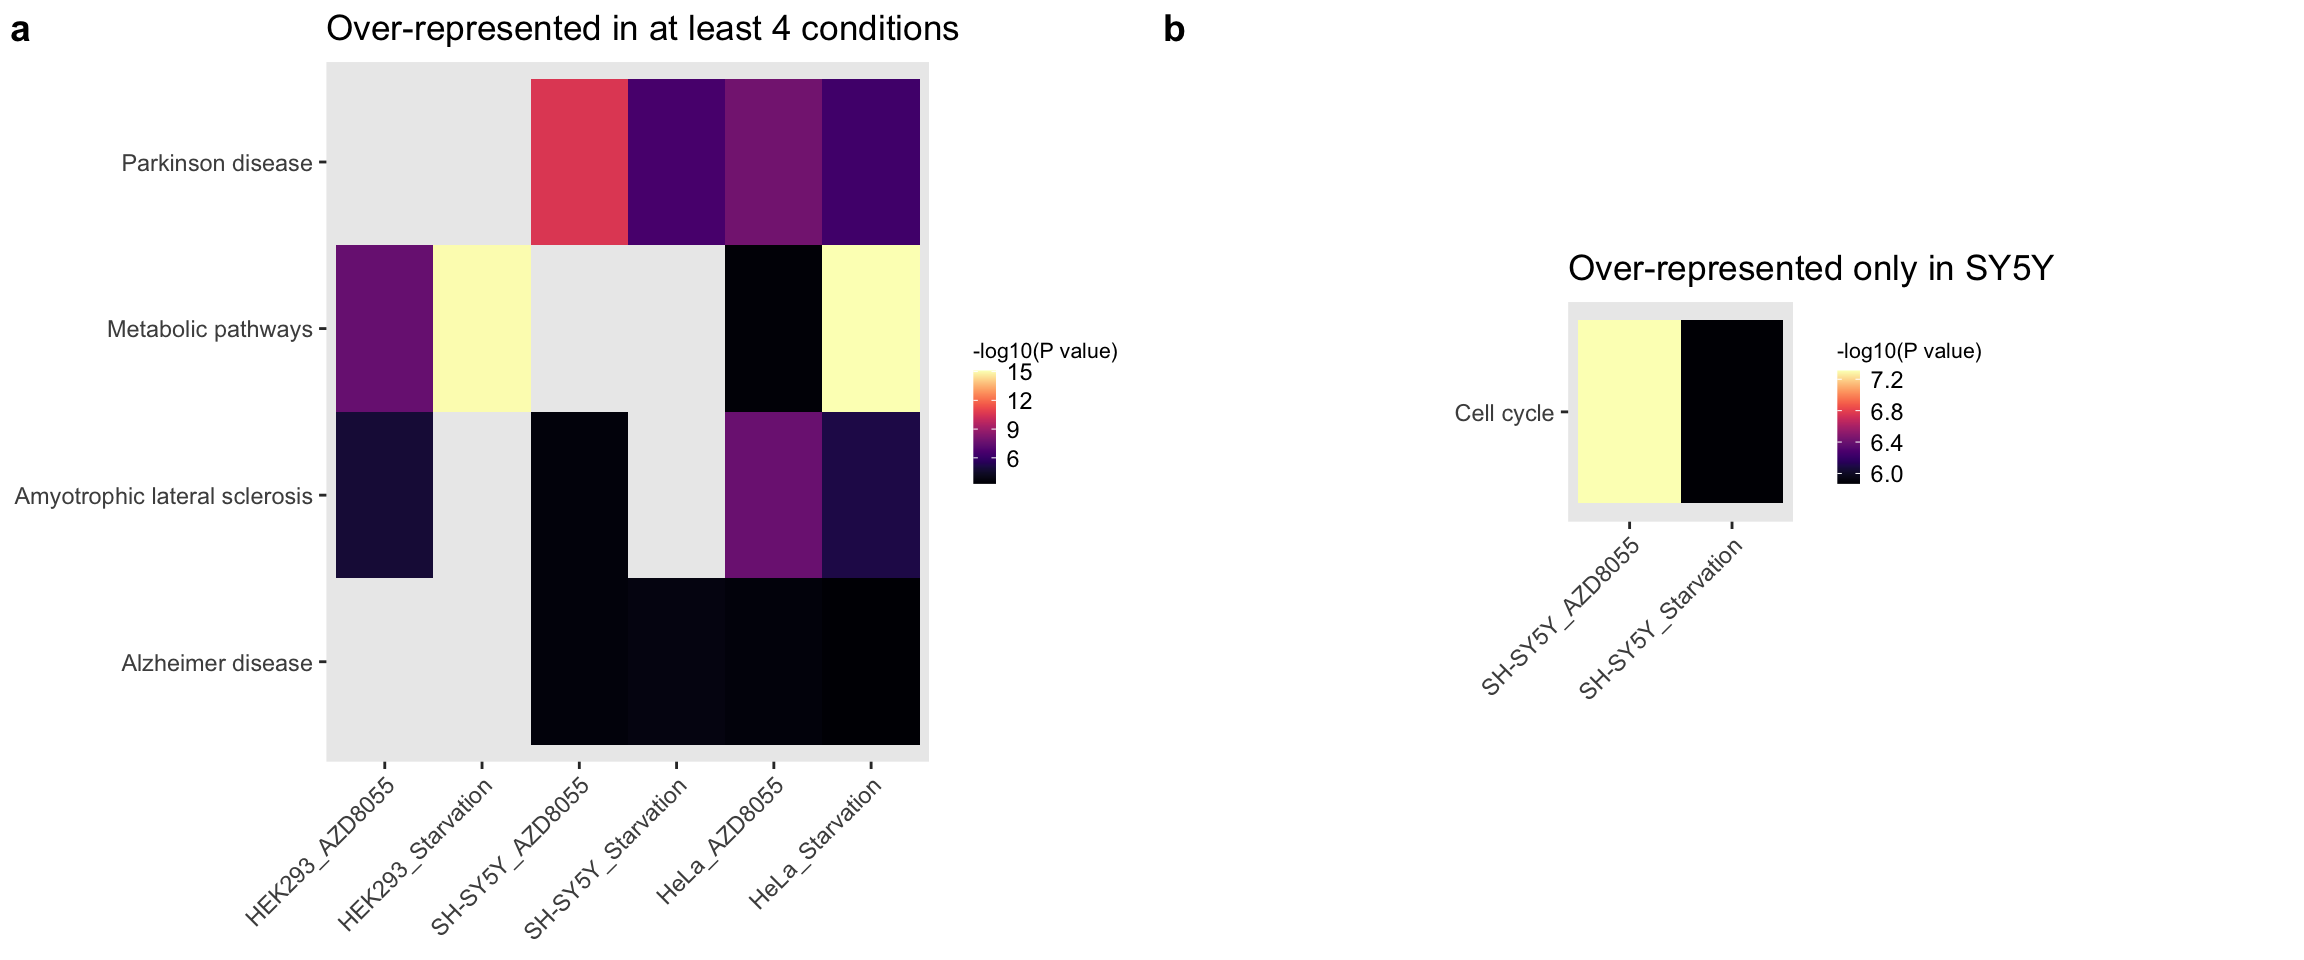 a
Over-represented in at least 4 conditions
Parkinson disease
Metabolic pathways
Amyotrophic lateral sclerosis
Alzheimer disease
HEK293_AZD8055
HEK293_Starvation
SH-SY5Y_AZD8055
SH-SY5Y_Starvation
HeLa_AZD8055
HeLa_Starvation
-log10(P value)
15
12
9
6
b
Over-represented only in SY5Y
Cell cycle
SH-SY5Y_AZD8055
SH-SY5Y_Starvation
-log10(P value)
7.2
6.8
6.4
6.0